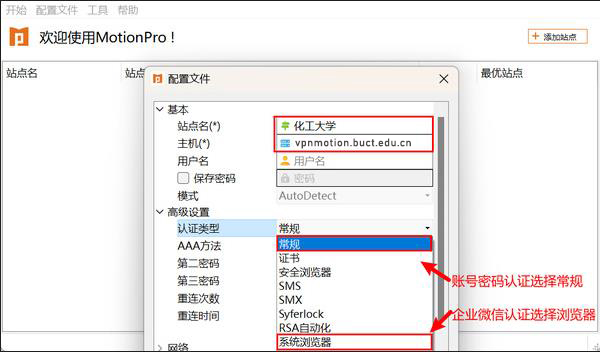 开始 配置文件 工具 帮助
欢迎使用MotionPro！
+ 添加站点
站点名 站点 最优站点
配置文件
基本
站点名(*) 化工大学
主机(*) vpnmotion.buct.edu.cn
用户名 用户名
保存密码 密码
模式 AutoDetect
高级设置
认证类型 常规
AAA方法 常规
证书
第二密码 安全浏览器
第三密码 SMS
重连次数 SMX
重连时间 Syferlock
RSA自动化
网络 系统浏览器
账号密码认证选择常规
企业微信认证选择浏览器